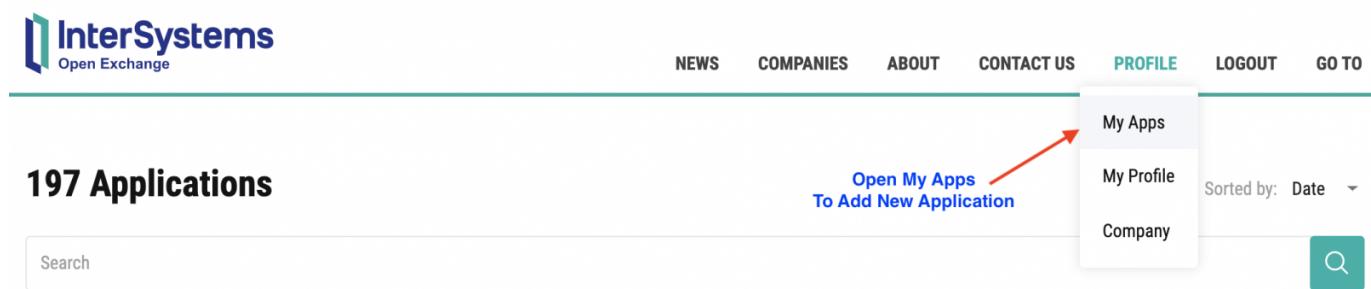 InterSystems
Open Exchange
NEWS COMPANIES ABOUT CONTACT US PROFILE LOGOUT GO TO
My Apps
My Profile
Company
197 Applications
Open My Apps
To Add New Application
Sorted by: Date
Search